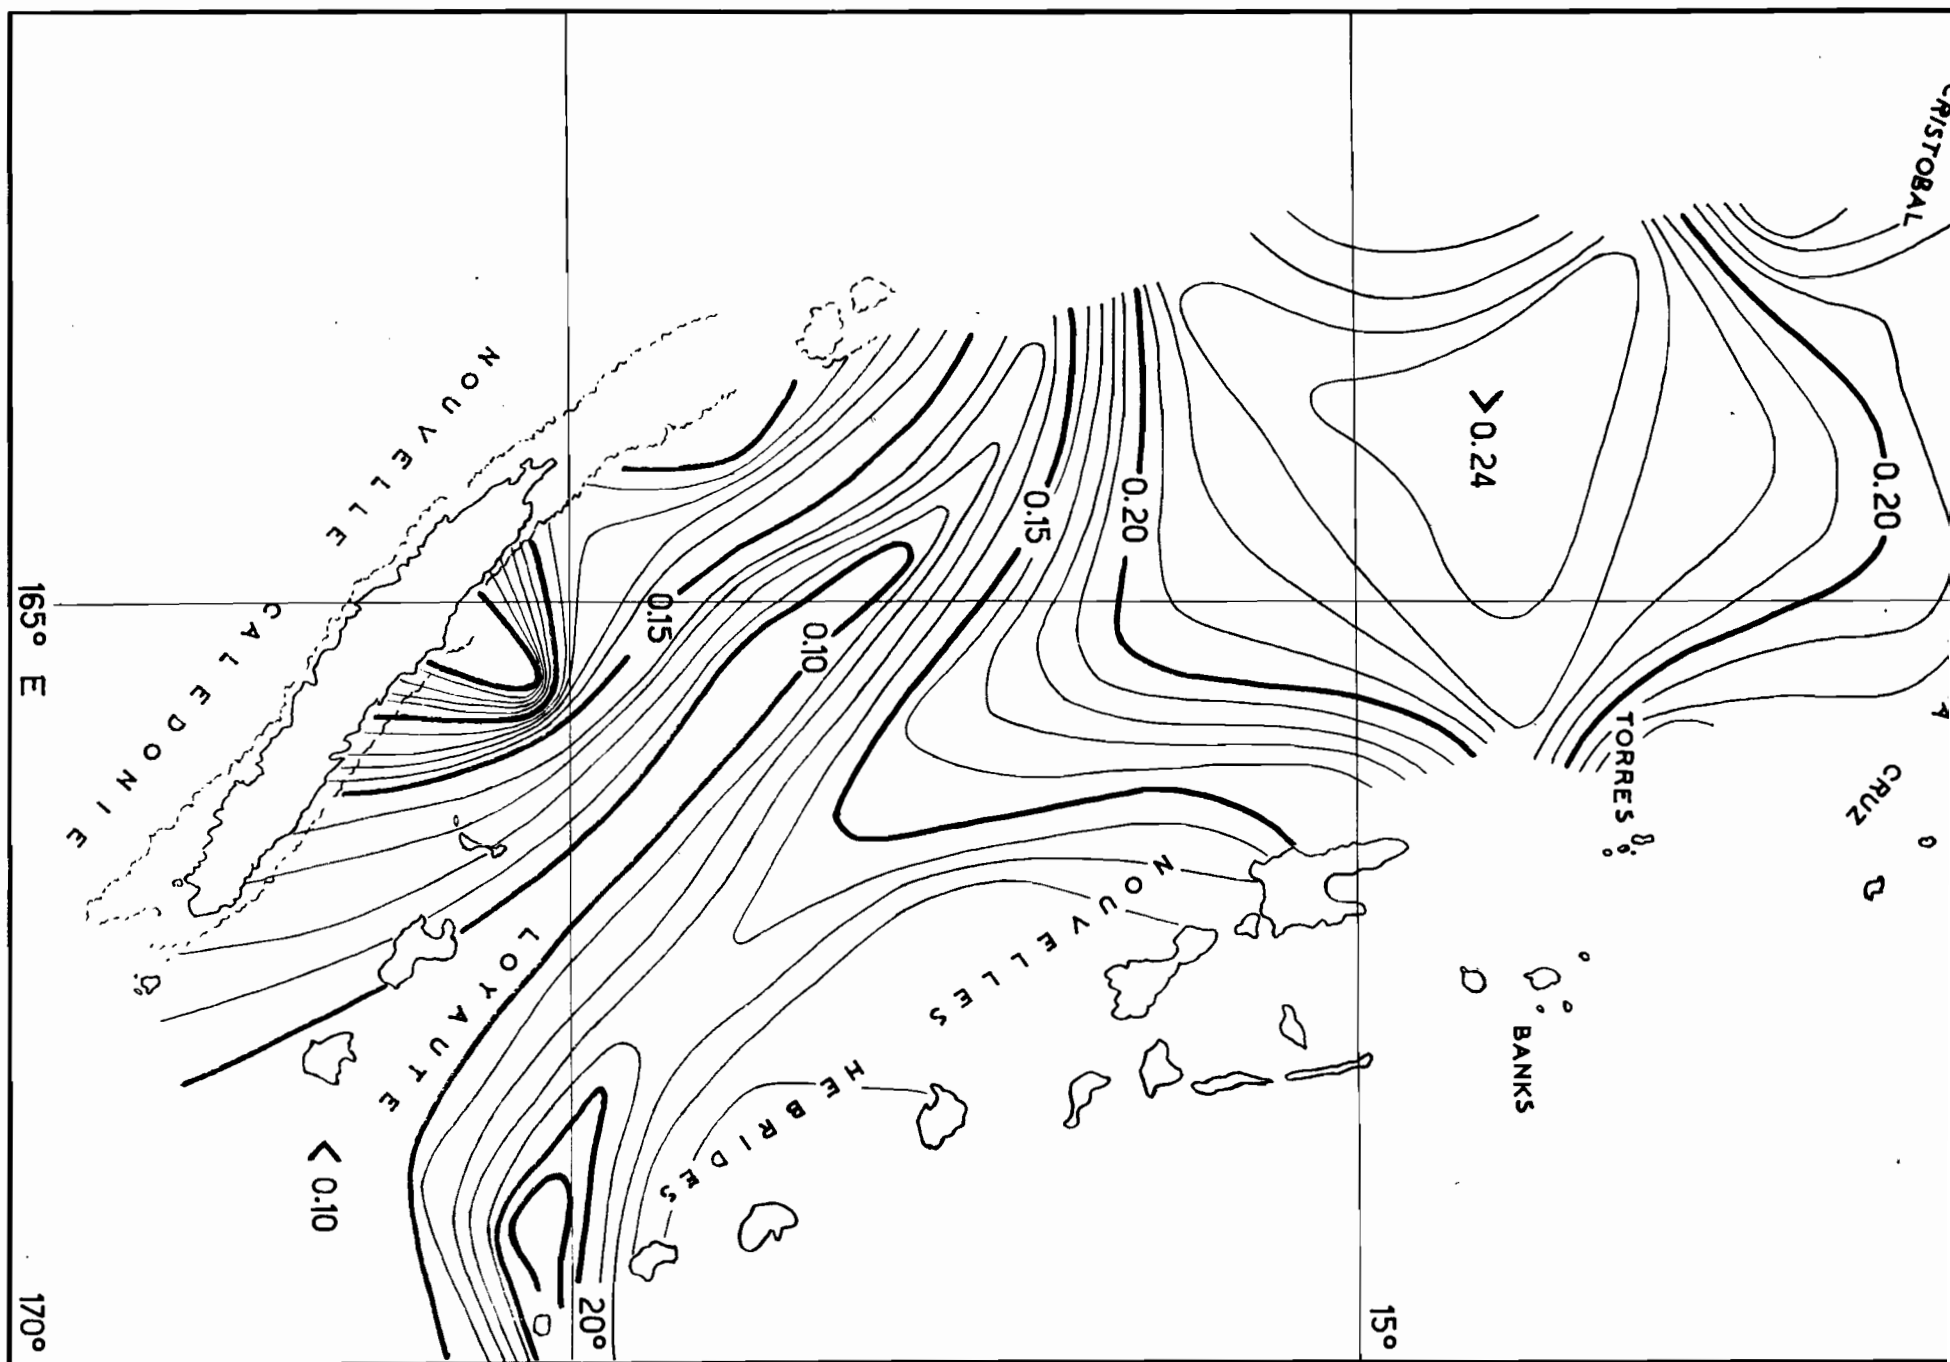 CRISTOBAL
> 0.24
0.20
0.20
0.15
0.15
0.10
NOUVELLE
CALEDONIE
165° E
TORRES
CRUZ
BANKS
NOUVELLES
HEBRIDES
LOYAUTE
< 0.10
20°
15°
170°